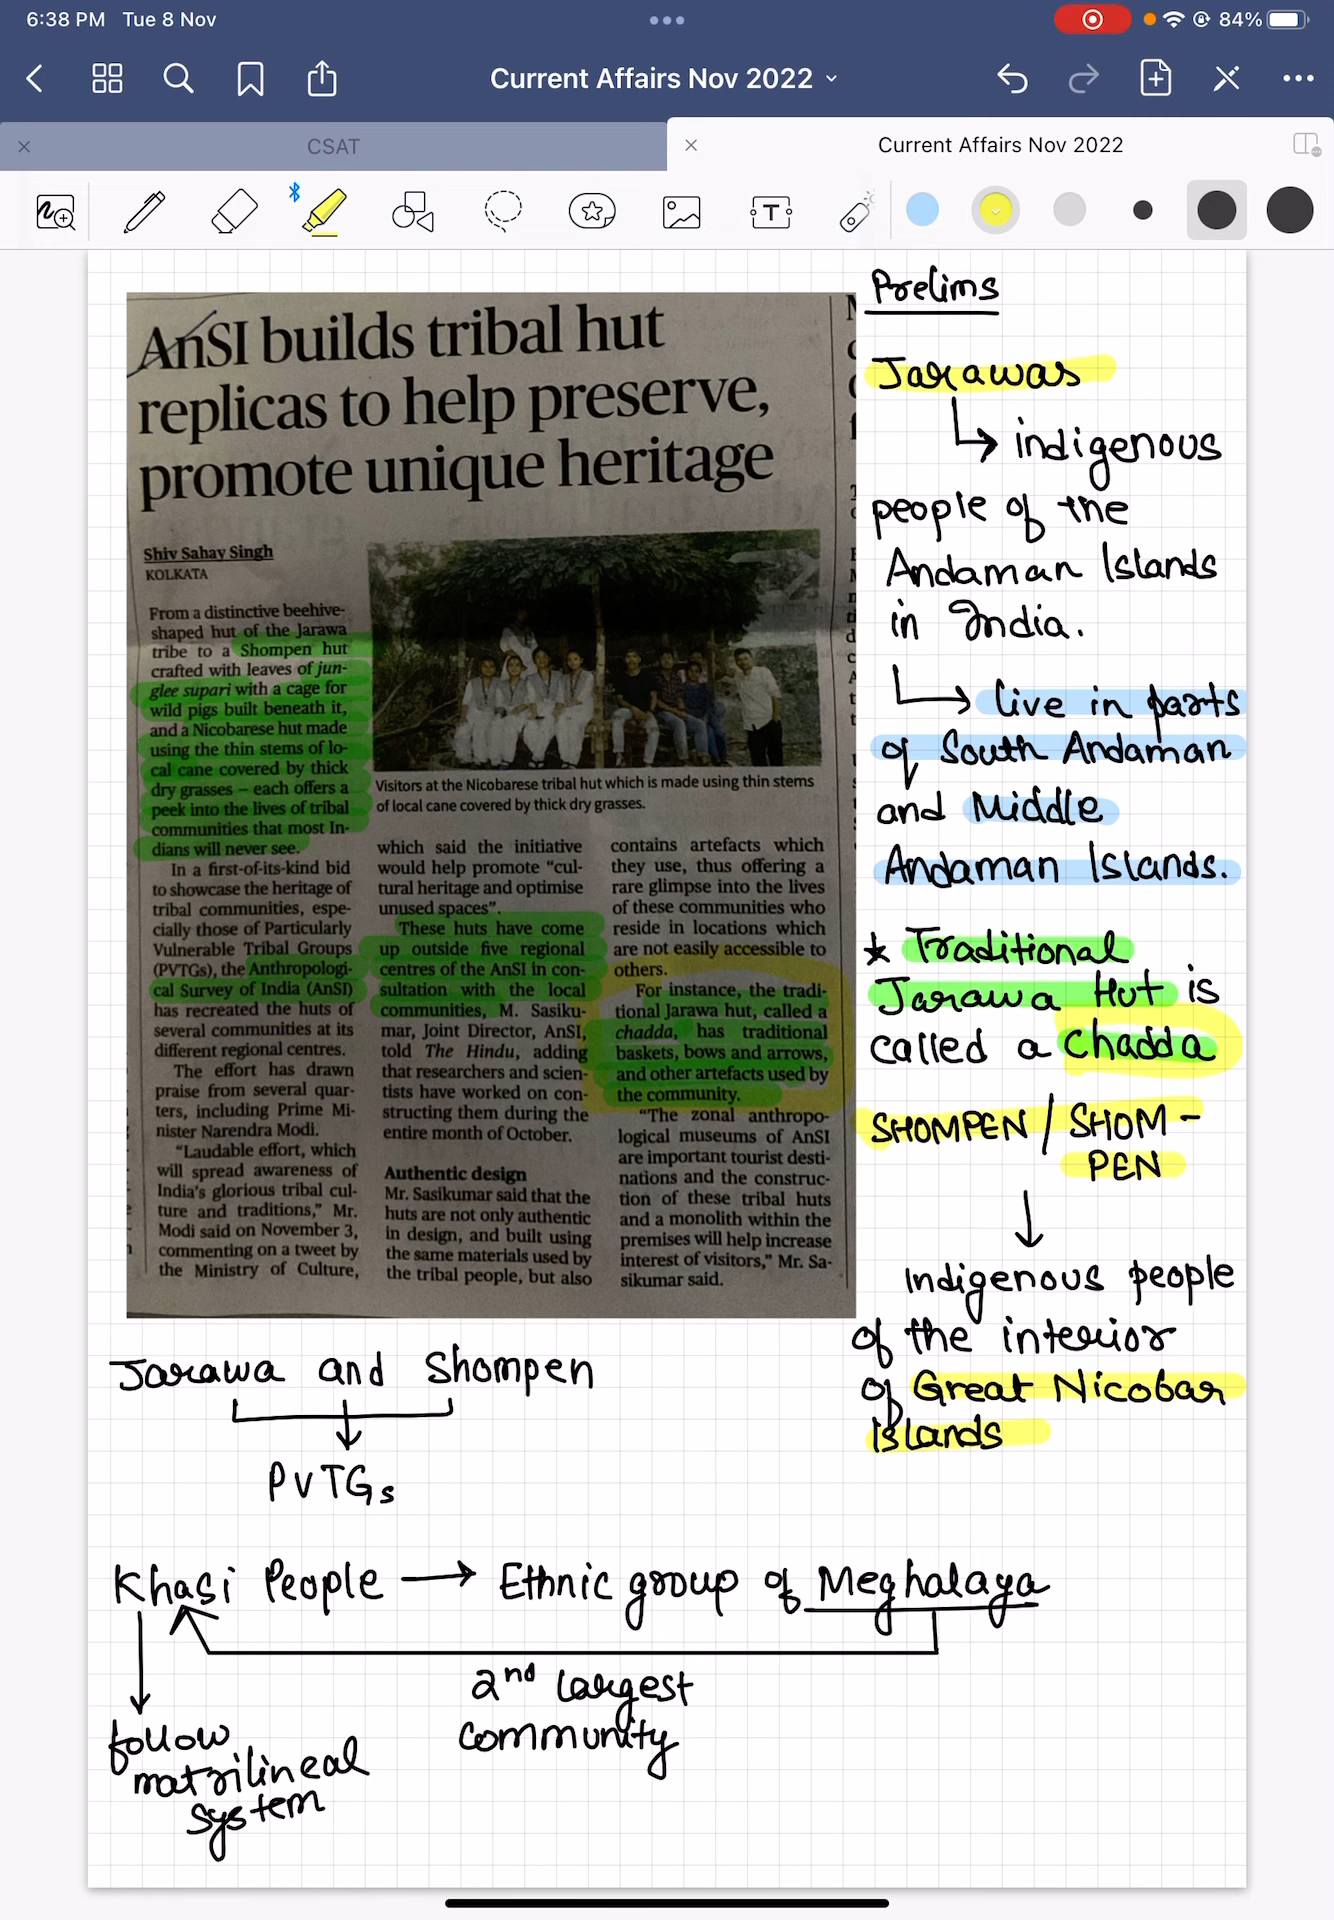 6:38 PM Tue 8 Nov
84%
Current Affairs Nov 2022
CSAT
Current Affairs Nov 2022
T
AnSI builds tribal hut
replicas to help preserve,
promote unique heritage
Shiv Sahay Singh
KOLKATA
From a distinctive beehive-
shaped hut of the Jarawa
tribe to a Shompen hut
crafted with leaves of jun-
glee supari with a cage for
wild pigs built beneath it,
and a Nicobarese hut made
using the thin stems of lo-
cal cane covered by thick
dry grasses – each offers a
peek into the lives of tribal
communities that most In-
dians will never see.
In a first-of-its-kind bid
to showcase the heritage of
tribal communities, espe-
cially those of Particularly
Vulnerable Tribal Groups
(PVTGs), the Anthropologi-
cal Survey of India (AnSI)
has recreated the huts of
several communities at its
different regional centres.
The effort has drawn
praise from several quar-
ters, including Prime Mi-
nister Narendra Modi.
"Laudable effort, which
will spread awareness of
India's glorious tribal cul-
ture and traditions," Mr.
Modi said on November 3,
commenting on a tweet by
the Ministry of Culture,
Visitors at the Nicobarese tribal hut which is made using thin stems
of local cane covered by thick dry grasses.
which said the initiative
would help promote "cul-
tural heritage and optimise
unused spaces".
These huts have come
up outside five regional
centres of the AnSI in con-
sultation with the local
communities, M. Sasiku-
mar, Joint Director, AnSI,
told The Hindu, adding
that researchers and scien-
tists have worked on con-
structing them during the
entire month of October.
Authentic design
Mr. Sasikumar said that the
huts are not only authentic
in design, and built using
the same materials used by
the tribal people, but also
contains artefacts which
they use, thus offering a
rare glimpse into the lives
of these communities who
reside in locations which
are not easily accessible to
others.
For instance, the tradi-
tional Jarawa hut, called a
chadda, has traditional
baskets, bows and arrows,
and other artefacts used by
the community.
"The zonal anthropo-
logical museums of AnSI
are important tourist desti-
nations and the construc-
tion of these tribal huts
and a monolith within the
premises will help increase
interest of visitors," Mr. Sa-
sikumar said.
Prelims
Jarawas
indigenous
people of the
Andaman Islands
in India.
live in parts
of South Andaman
and Middle
Andaman Islands.
* Traditional
Jarawa Hut is
called a chadda
SHOMPEN / SHOM-
PEN
Indigenous people
of the interior
of Great Nicobar
Islands
Jarawa and Shompen
PVTGs
Khasi People → Ethnic group of Meghalaya
2nd largest
community
follow
matrilineal
system